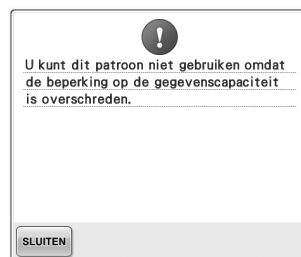 U kunt dit patroon niet gebruiken omdat
de beperking op de gegevenscapaciteit
is overschreden.
SLUITEN